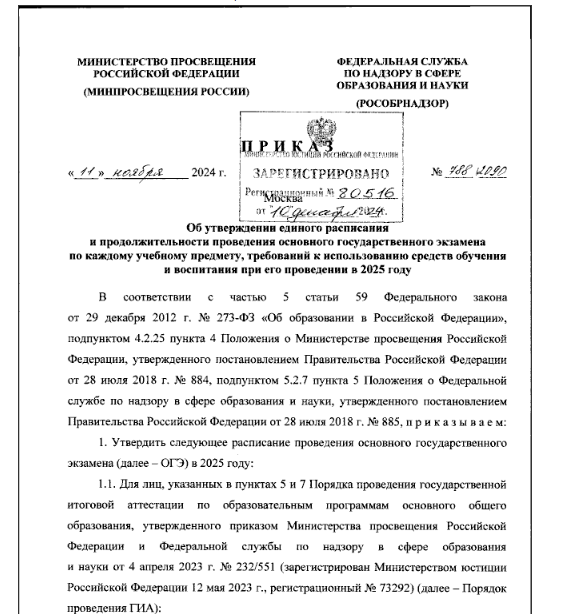 МИНИСТЕРСТВО ПРОСВЕЩЕНИЯ
РОССИЙСКОЙ ФЕДЕРАЦИИ
(МИНПРОСВЕЩЕНИЯ РОССИИ)
ФЕДЕРАЛЬНАЯ СЛУЖБА
ПО НАДЗОРУ В СФЕРЕ
ОБРАЗОВАНИЯ И НАУКИ
(РОСОБРНАДЗОР)
П Р И К А З
МИНИСТЕРСТВО ЮСТИЦИИ РОССИЙСКОЙ ФЕДЕРАЦИИ
« 11 » ноября 2024 г.
ЗАРЕГИСТРИРОВАНО
№ 788/2090
Регистрационный № 80516
Москва
от "10" декабря 2024.
Об утверждении единого расписания
и продолжительности проведения основного государственного экзамена
по каждому учебному предмету, требований к использованию средств обучения
и воспитания при его проведении в 2025 году
В соответствии с частью 5 статьи 59 Федерального закона
от 29 декабря 2012 г. № 273-ФЗ «Об образовании в Российской Федерации»,
подпунктом 4.2.25 пункта 4 Положения о Министерстве просвещения Российской
Федерации, утвержденного постановлением Правительства Российской Федерации
от 28 июля 2018 г. № 884, подпунктом 5.2.7 пункта 5 Положения о Федеральной
службе по надзору в сфере образования и науки, утвержденного постановлением
Правительства Российской Федерации от 28 июля 2018 г. № 885, п р и к а з ы в а е м:
1. Утвердить следующее расписание проведения основного государственного
экзамена (далее – ОГЭ) в 2025 году:
1.1. Для лиц, указанных в пунктах 5 и 7 Порядка проведения государственной
итоговой аттестации по образовательным программам основного общего
образования, утвержденного приказом Министерства просвещения Российской
Федерации и Федеральной службы по надзору в сфере образования
и науки от 4 апреля 2023 г. № 232/551 (зарегистрирован Министерством юстиции
Российской Федерации 12 мая 2023 г., регистрационный № 73292) (далее – Порядок
проведения ГИА):